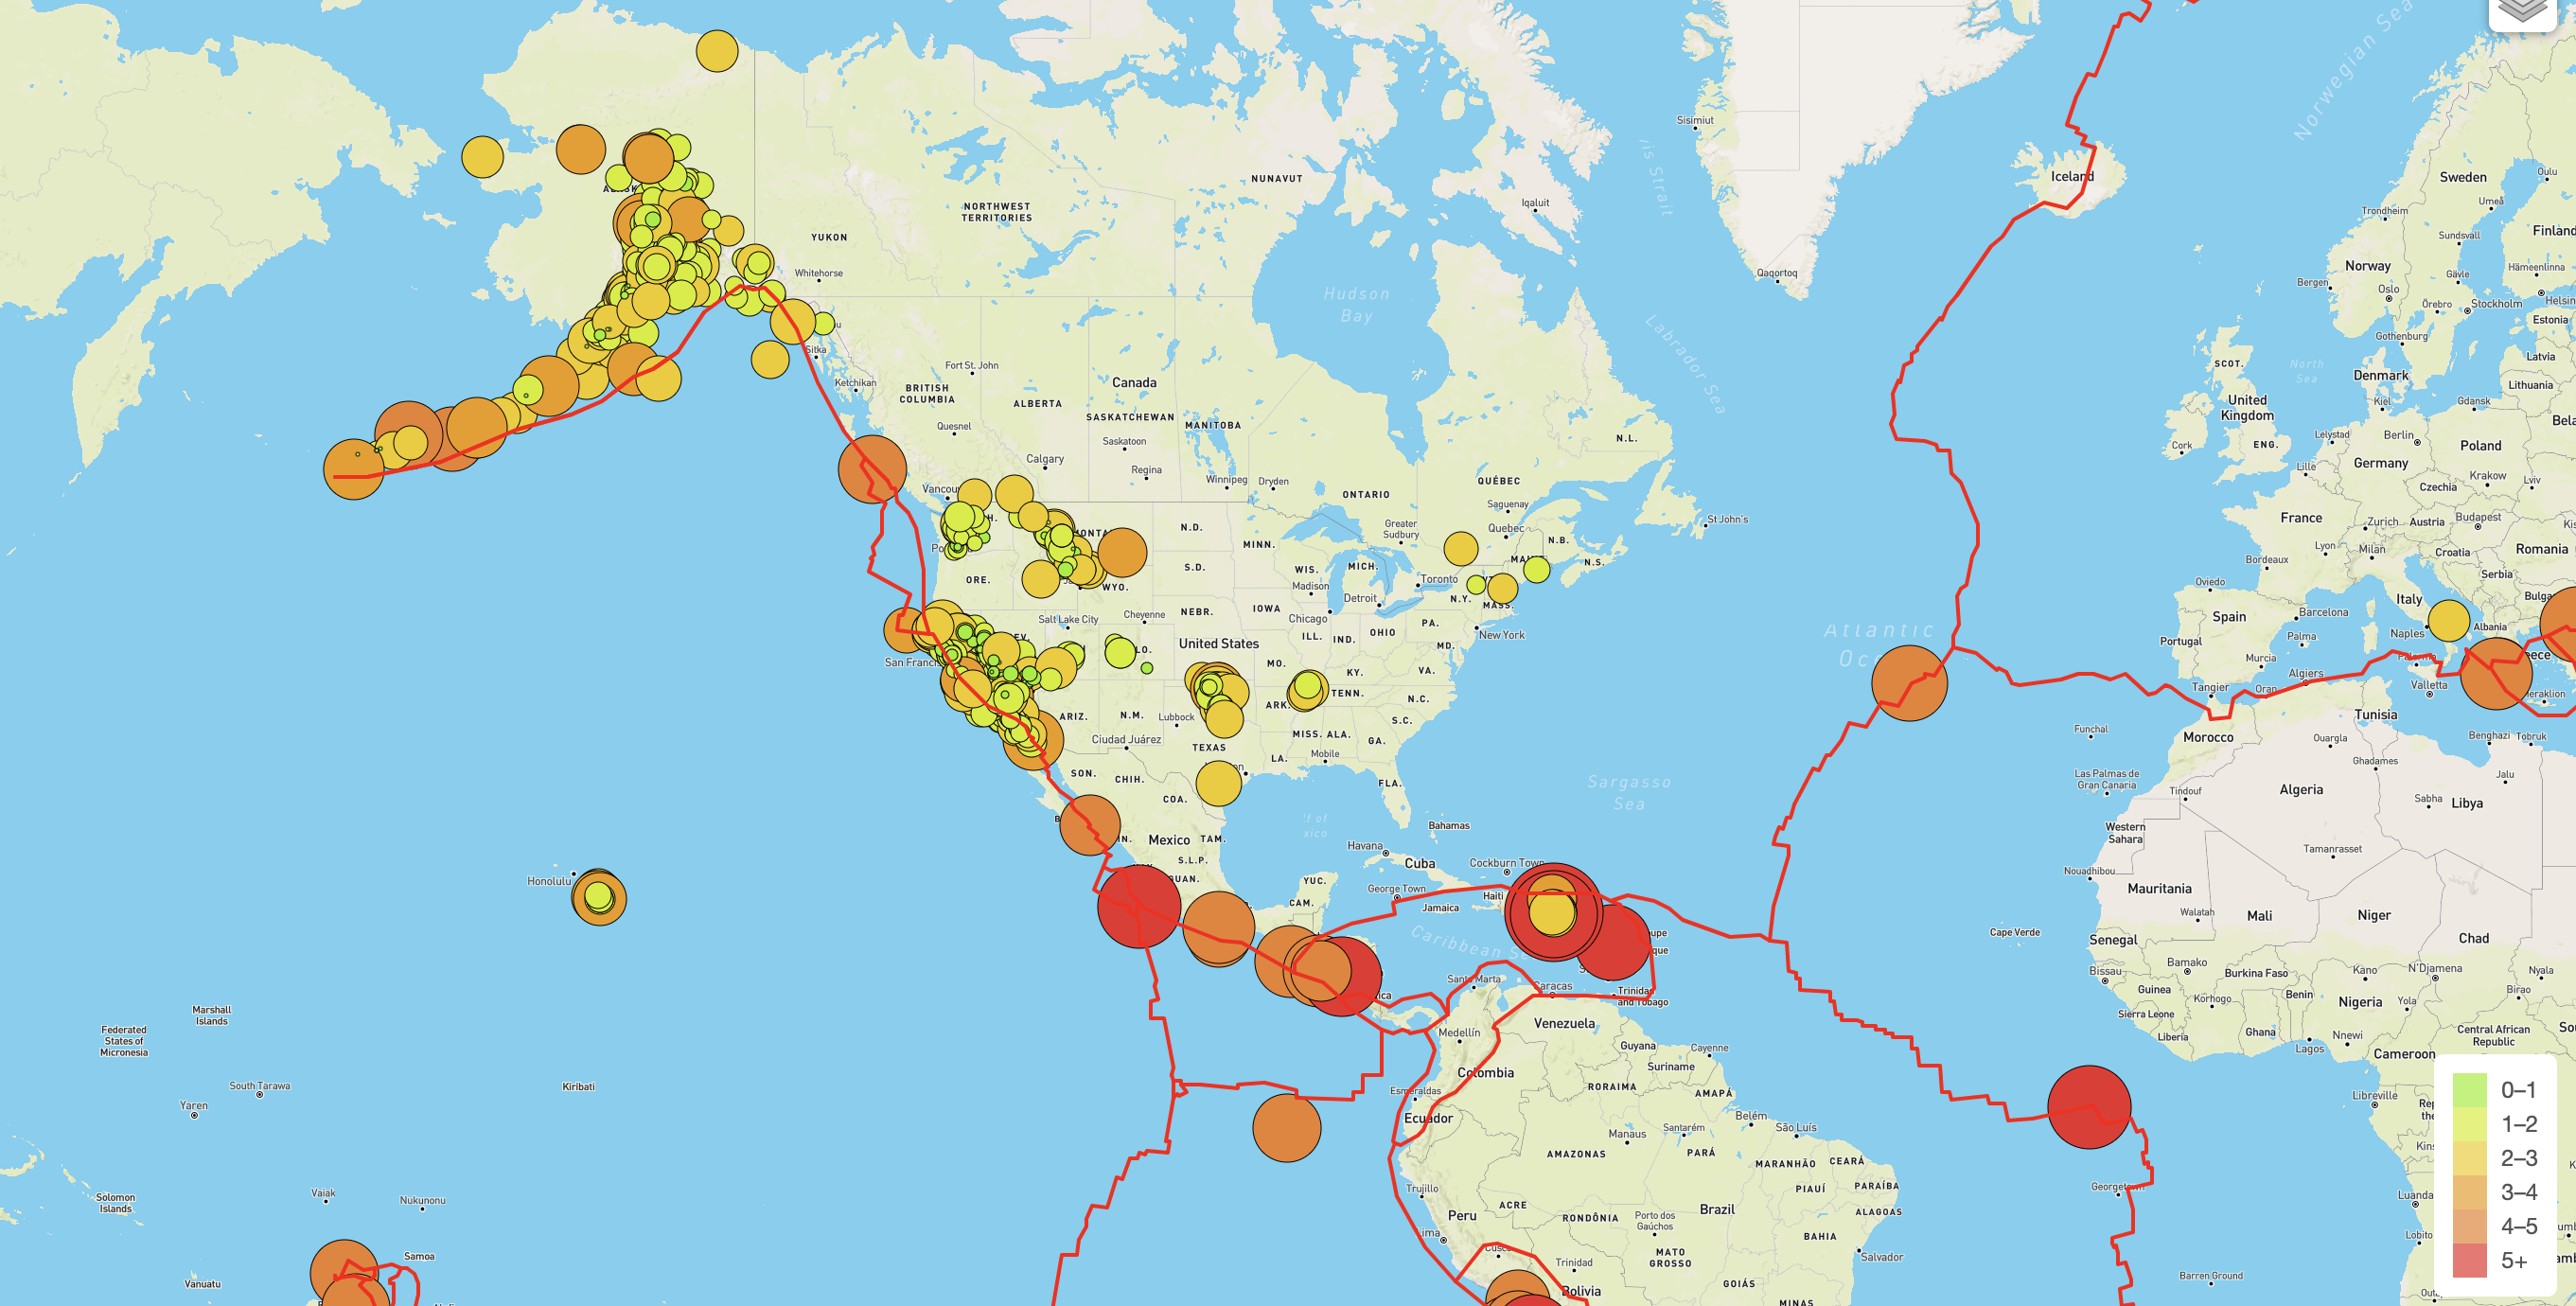 Norwegian Sea
Sisimiut
is Strait
Iceland
Sweden
Oulu
Umeå
Trondheim
Finland
Sundsvall
NUNAVUT
Iqaluit
NORTHWEST
TERRITORIES
YUKON
Whitehorse
Qaqortoq
Norway
Gävle
Hämeenlinna
Bergen
Oslo
Örebro
Stockholm
Helsin
Estonia
Hudson
Bay
Labrador Sea
Gothenburg
SCOT.
North
Sea
Latvia
Denmark
Lithuania
Sitka
Ketchikan
Fort St. John
BRITISH
COLUMBIA
Canada
ALBERTA
SASKATCHEWAN
MANITOBA
Quesnel
Saskatoon
N.L.
Calgary
Regina
Winnipeg
Dryden
United
Kingdom
Kiel
Gdansk
Cork
ENG.
Lelystad
Berlin
Poland
Lille
Germany
Krakow
Lviv
Czechia
Vancou
ONTARIO
QUÉBEC
Saguenay
Greater
Sudbury
Quebec
St John's
N.B.
N.S.
France
Zurich
Austria
Budapest
Lyon
Milan
Croatia
Romania
Bordeaux
Serbia
Oviedo
Italy
Bulga
N.D.
MINN.
S.D.
WIS.
MICH.
Madison
Toronto
Detroit
N.Y.
MASS.
ORE.
WYO.
Salt Lake City
Cheyenne
NEBR.
IOWA
Chicago
ILL.
IND.
OHIO
PA.
MD.
New York
United States
San Franc
MO.
KY.
VA.
TENN.
N.C.
ARK.
S.C.
ARIZ.
N.M.
Lubbock
Ciudad Juárez
TEXAS
MISS.
ALA.
GA.
LA.
Mobile
FLA.
Spain
Barcelona
Portugal
Palma
Naples
Albania
Murcia
Palermo
Tangier
Oran
Algiers
Valletta
Tunisia
Morocco
Atlantic
Sargasso
Sea
Funchal
Ouargla
Benghazi
Tobruk
Ghadames
Las Palmas de
Gran Canaria
Tindouf
Algeria
Sabha
Jalu
Libya
Western
Sahara
Tamanrasset
Nouadhibou
SON.
CHIH.
COA.
Mexico
TAM.
S.L.P.
GUAN.
YUC.
CAM.
Bahamas
Havana
Cuba
Cockburn Town
George Town
Haiti
Jamaica
Honolulu
Mauritania
Walatah
Mali
Niger
Chad
Cape Verde
Senegal
Bissau
Bamako
Burkina Faso
Kano
N'Djamena
Nyala
Guinea
Korhogo
Benin
Nigeria
Yola
Birao
Sierra Leone
Liberia
Ghana
Lagos
Nnewi
Central African
Republic
Cameroon
Santa Marta
Caracas
Trinidad
and Tobago
Venezuela
Medellín
Guyana
Cayenne
Suriname
Colombia
RORAIMA
AMAPÁ
Esmeraldas
Ecuador
Belém
São Luís
Manaus
Santarém
AMAZONAS
PARÁ
MARANHÃO
CEARÁ
PIAUÍ
PARAÍBA
Trujillo
Peru
ACRE
RONDÔNIA
Porto dos
Gaúchos
Brazil
ALAGOAS
BAHIA
Salvador
MATO
GROSSO
Cusco
Trinidad
Bolivia
GOIÁS
MINAS
Marshall
Islands
Federated
States of
Micronesia
South Tarawa
Yaren
Kiribati
Solomon
Islands
Vaiak
Nukunonu
Samoa
Vanuatu
Libreville
Luanda
Lobito
Barren Ground
0–1
1–2
2–3
3–4
4–5
5+